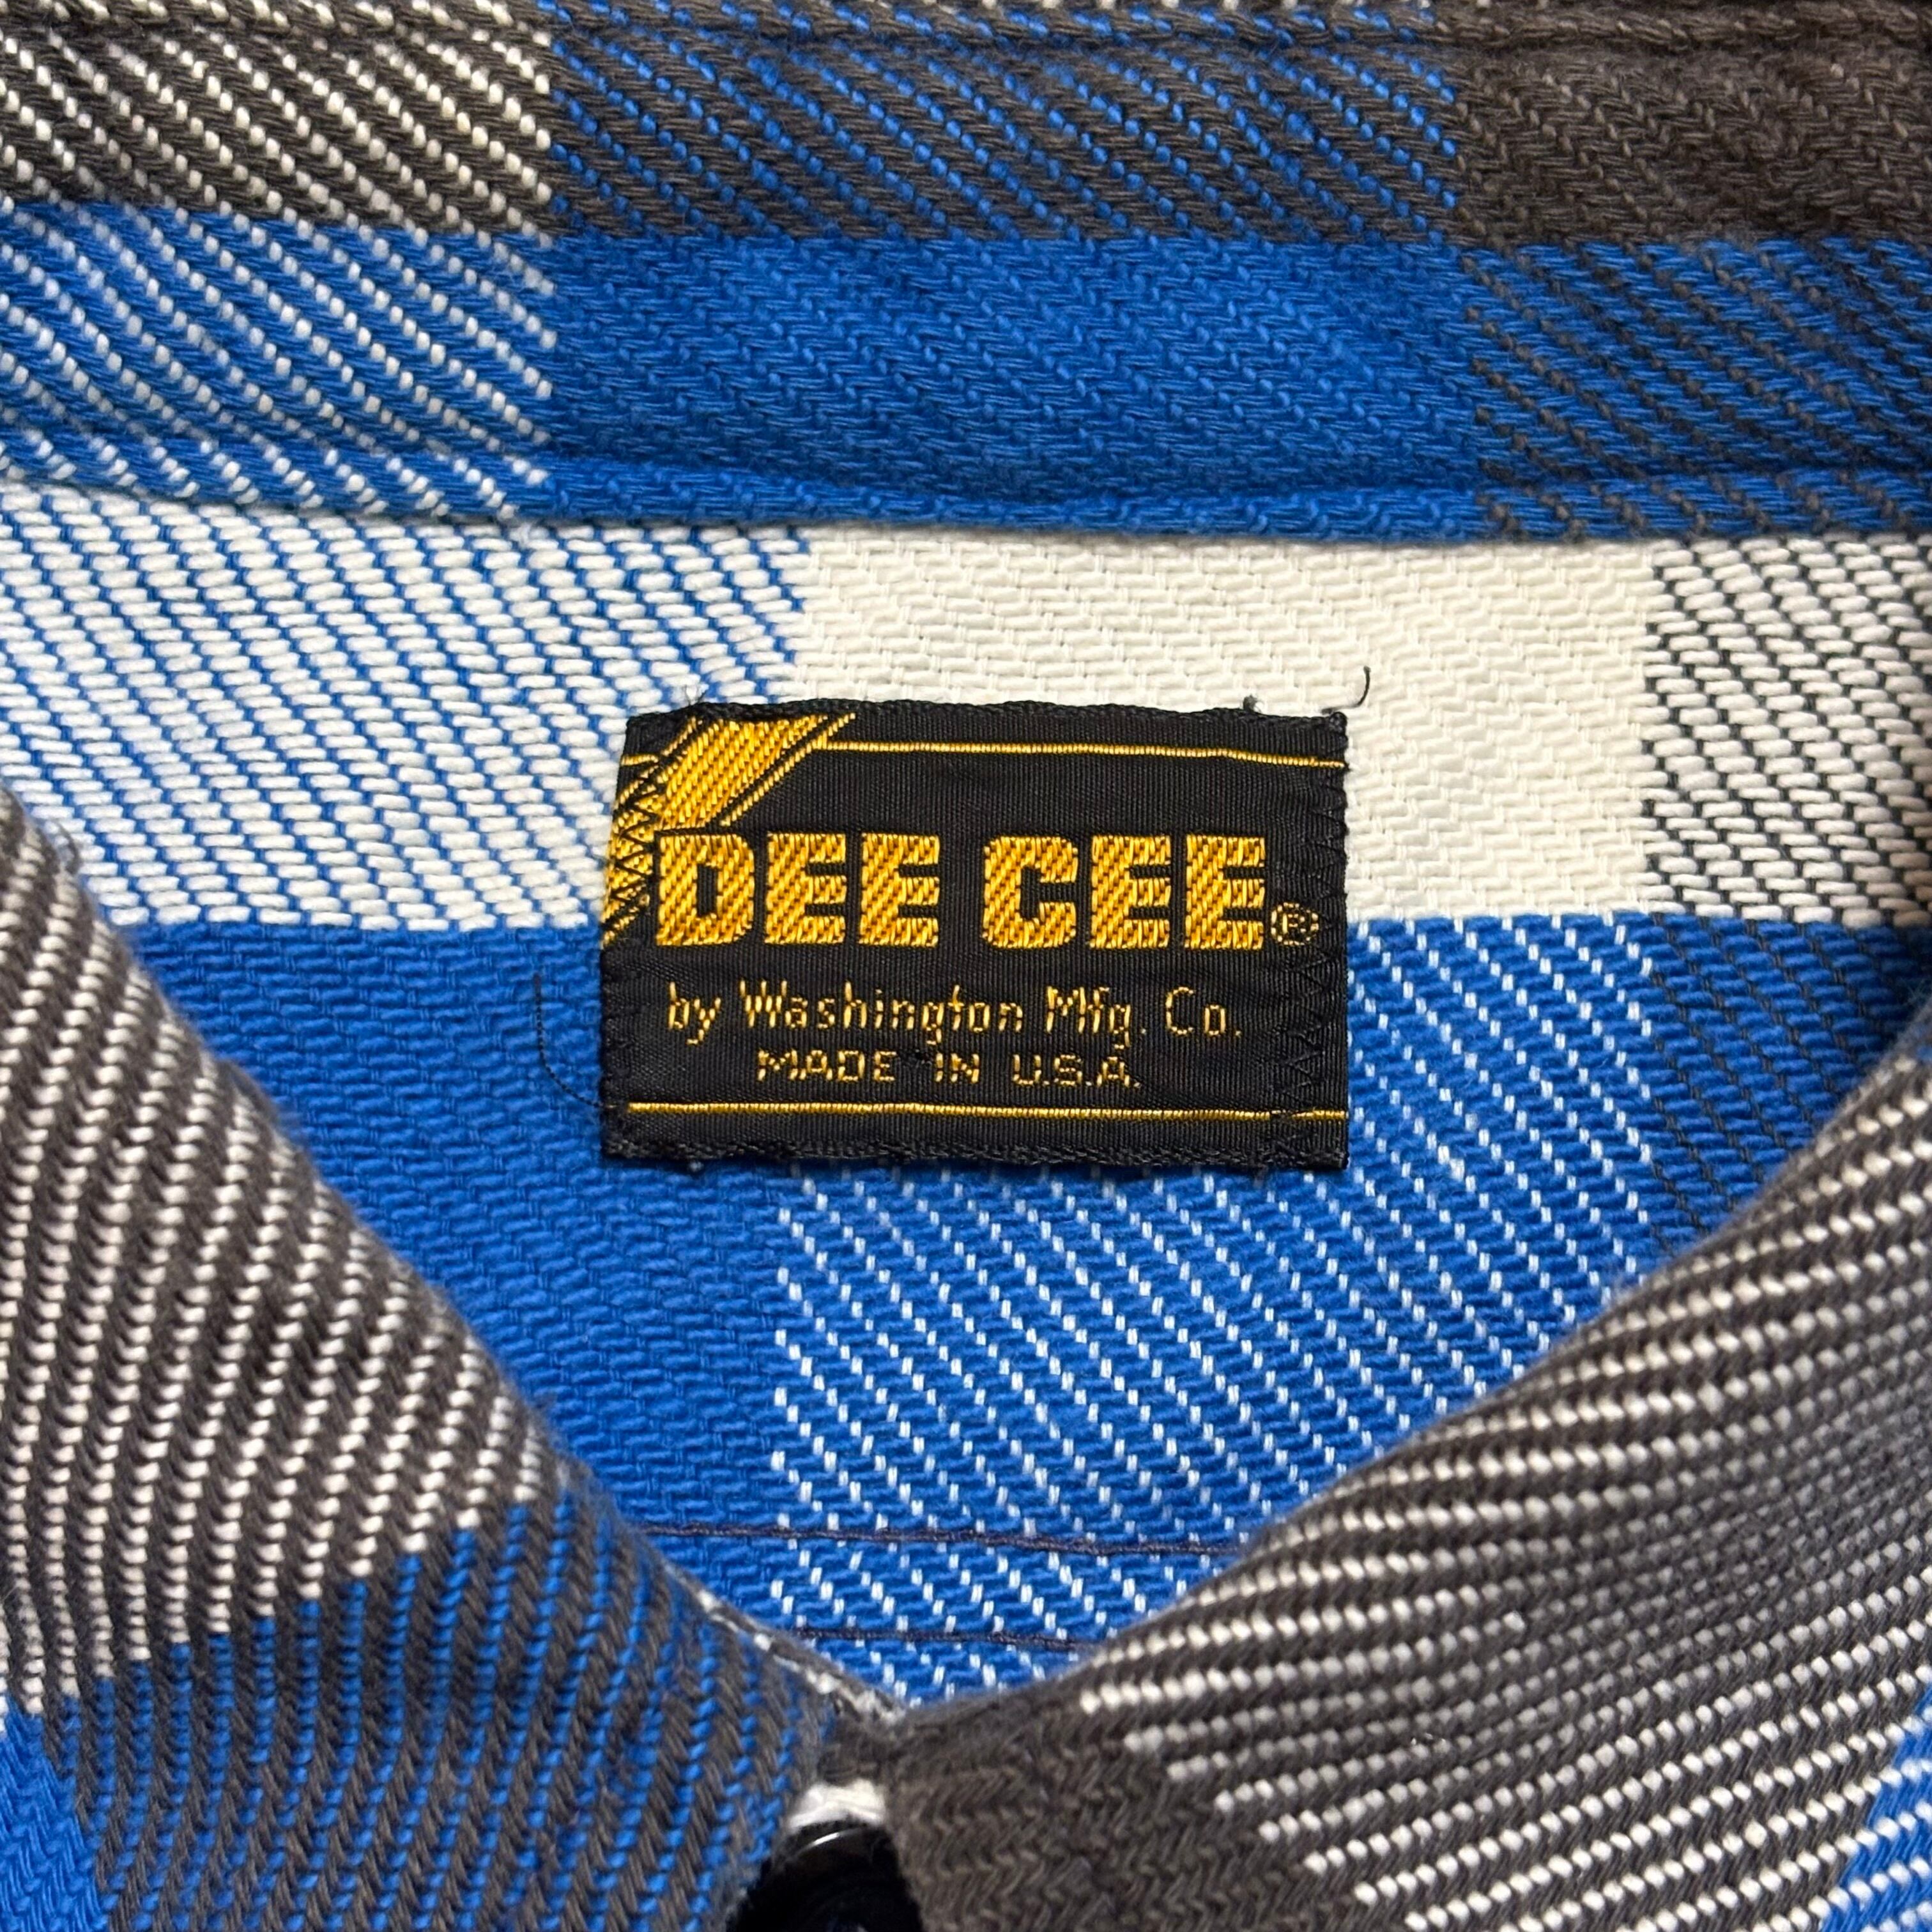 DEE CEE®
by Washington Mfg. Co.
MADE IN U.S.A.